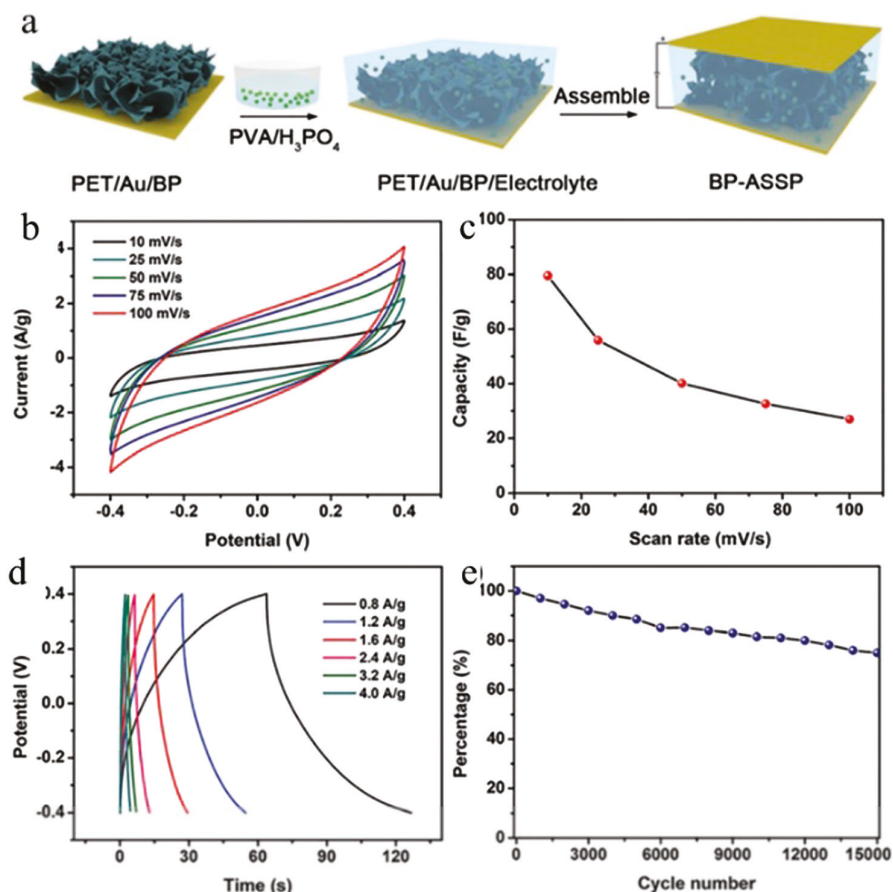 a
PVA/H₃PO₄
Assemble
PET/Au/BP
PET/Au/BP/Electrolyte
BP-ASSP
b
10 mV/s
25 mV/s
50 mV/s
75 mV/s
100 mV/s
4
2
0
-2
-4
Current (A/g)
-0.4 -0.2 0.0 0.2 0.4
Potential (V)
c
100
80
60
40
20
0
Capacity (F/g)
0 20 40 60 80 100
Scan rate (mV/s)
d
0.4
0.2
0.0
-0.2
-0.4
Potential (V)
0.8 A/g
1.2 A/g
1.6 A/g
2.4 A/g
3.2 A/g
4.0 A/g
0 30 60 90 120
Time (s)
e
100
80
60
40
20
0
Percentage (%)
0 3000 6000 9000 12000 15000
Cycle number